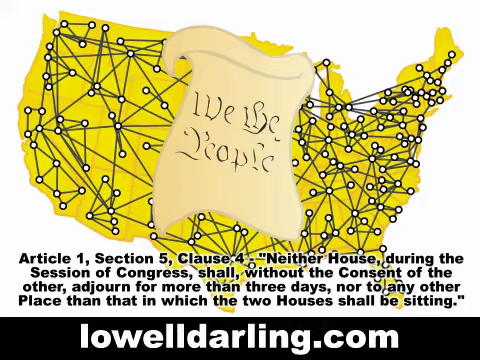 We the
People
Article 1, Section 5, Clause 4 - "Neither House, during the
Session of Congress, shall, without the Consent of the
other, adjourn for more than three days, nor to any other
Place than that in which the two Houses shall be sitting."
lowelldarling.com